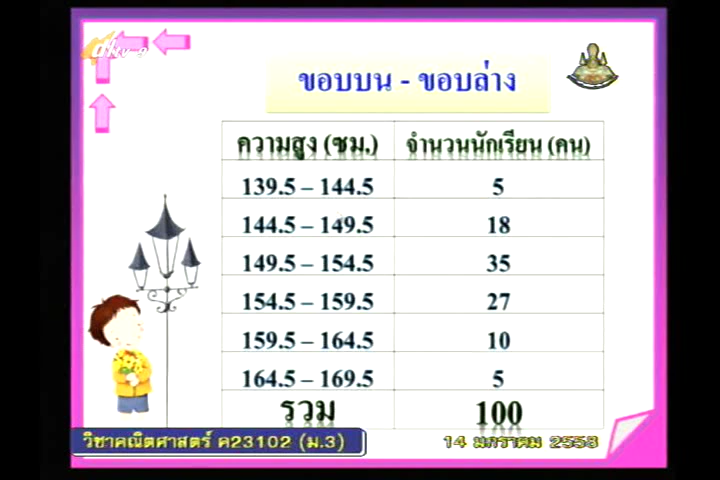 ขอบบน - ขอบล่าง
ความสูง (ซม.) จำนวนนักเรียน (คน)
139.5 – 144.5 5
144.5 – 149.5 18
149.5 – 154.5 35
154.5 – 159.5 27
159.5 – 164.5 10
164.5 – 169.5 5
รวม 100
วิชาคณิตศาสตร์ ค23102 (ม.3) 14 มกราคม 2553